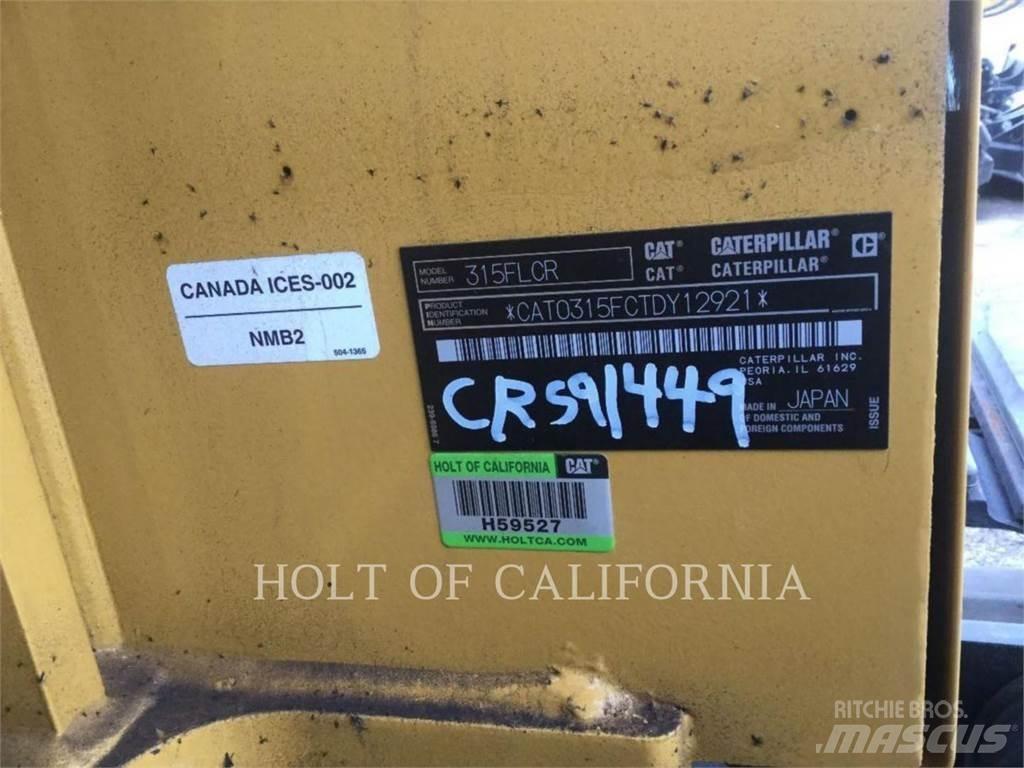 CANADA ICES-002
NMB2
504-1365
MODEL NUMBER 315FLCR
CAT® CATERPILLAR®
CAT® CATERPILLAR®
PRODUCT IDENTIFICATION NUMBER *CAT0315FCTDY12921*
CATERPILLAR INC.
PEORIA. IL 61629
USA
MADE IN JAPAN
OF DOMESTIC AND
FOREIGN COMPONENTS
ISSUE
CRS91449
HOLT OF CALIFORNIA CAT®
H59527
WWW.HOLTCA.COM
HOLT OF CALIFORNIA
RITCHIE BROS.
MASCUS